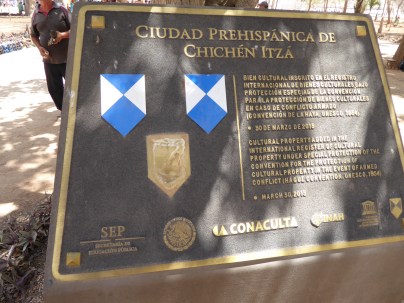 CIUDAD PREHISPÁNICA DE
CHICHÉN ITZÁ
BIEN CULTURAL INSCRITO EN EL REGISTRO
INTERNACIONAL DE BIENES CULTURALES BAJO
PROTECCIÓN ESPECIAL DE LA CONVENCIÓN
PARA LA PROTECCIÓN DE BIENES CULTURALES
EN CASO DE CONFLICTO ARMADO
(CONVENCIÓN DE LA HAYA, UNESCO, 1954)
30 DE MARZO DE 2015
CULTURAL PROPERTY ADDED IN THE
INTERNATIONAL REGISTER OF CULTURAL
PROPERTY UNDER SPECIAL PROTECTION OF THE
CONVENTION FOR THE PROTECTION OF
CULTURAL PROPERTY IN THE EVENT OF ARMED
CONFLICT (HAGUE CONVENTION, UNESCO, 1954)
MARCH 30, 2015
SEP
SECRETARÍA DE
EDUCACIÓN PÚBLICA
CONACULTA
INAH